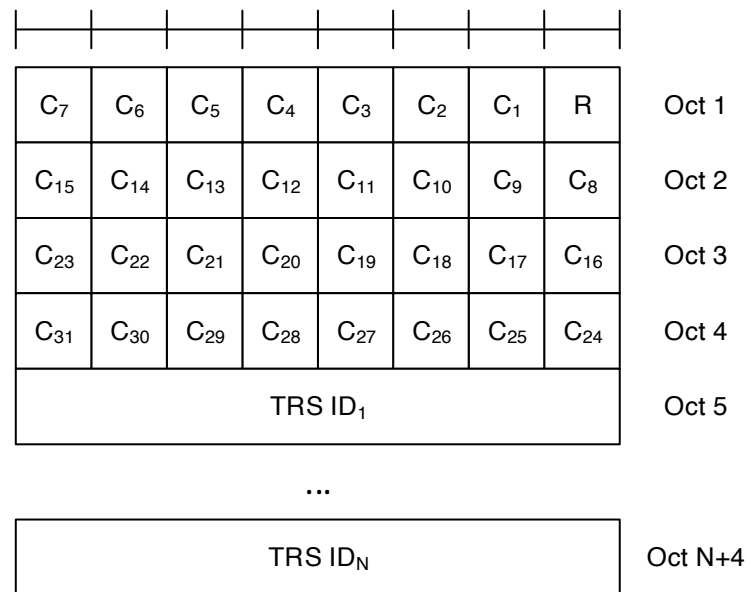 C₇ C₆ C₅ C₄ C₃ C₂ C₁ R Oct 1
C₁₅ C₁₄ C₁₃ C₁₂ C₁₁ C₁₀ C₉ C₈ Oct 2
C₂₃ C₂₂ C₂₁ C₂₀ C₁₉ C₁₈ C₁₇ C₁₆ Oct 3
C₃₁ C₃₀ C₂₉ C₂₈ C₂₇ C₂₆ C₂₅ C₂₄ Oct 4
TRS ID₁ Oct 5
...
TRS ID_N Oct N+4